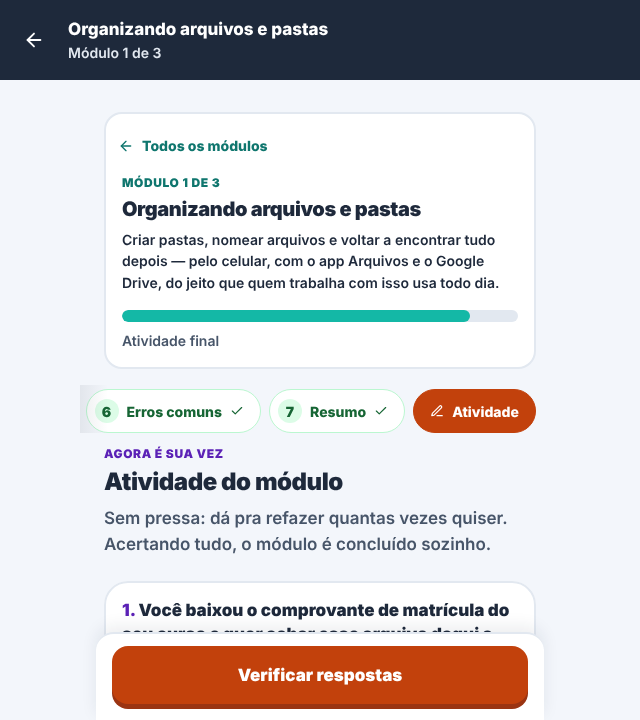 Organizando arquivos e pastas
Módulo 1 de 3
Todos os módulos
MÓDULO 1 DE 3
Organizando arquivos e pastas
Criar pastas, nomear arquivos e voltar a encontrar tudo
depois — pelo celular, com o app Arquivos e o Google
Drive, do jeito que quem trabalha com isso usa todo dia.
Atividade final
6 Erros comuns
7 Resumo
Atividade
AGORA É SUA VEZ
Atividade do módulo
Sem pressa: dá pra refazer quantas vezes quiser.
Acertando tudo, o módulo é concluído sozinho.
1. Você baixou o comprovante de matrícula do
Verificar respostas